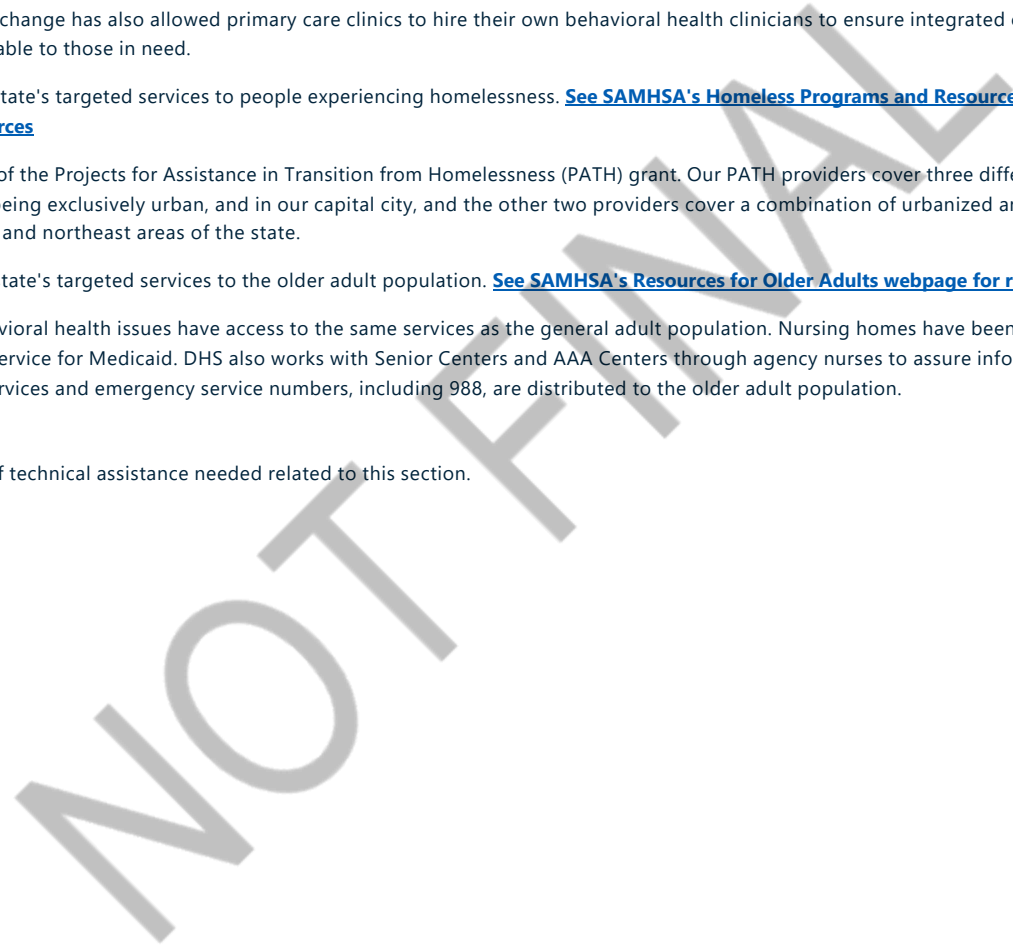 change has also allowed primary care clinics to hire their own behavioral health clinicians to ensure integrated
able to those in need.
tate's targeted services to people experiencing homelessness. See SAMHSA's Homeless Programs and Resource
rces
of the Projects for Assistance in Transition from Homelessness (PATH) grant. Our PATH providers cover three diffe
being exclusively urban, and in our capital city, and the other two providers cover a combination of urbanized
and northeast areas of the state.
tate's targeted services to the older adult population. See SAMHSA's Resources for Older Adults webpage for
vioral health issues have access to the same services as the general adult population. Nursing homes have been
ervice for Medicaid. DHS also works with Senior Centers and AAA Centers through agency nurses to assure info
rvices and emergency service numbers, including 988, are distributed to the older adult population.
f technical assistance needed related to this section.
NOT FINAL